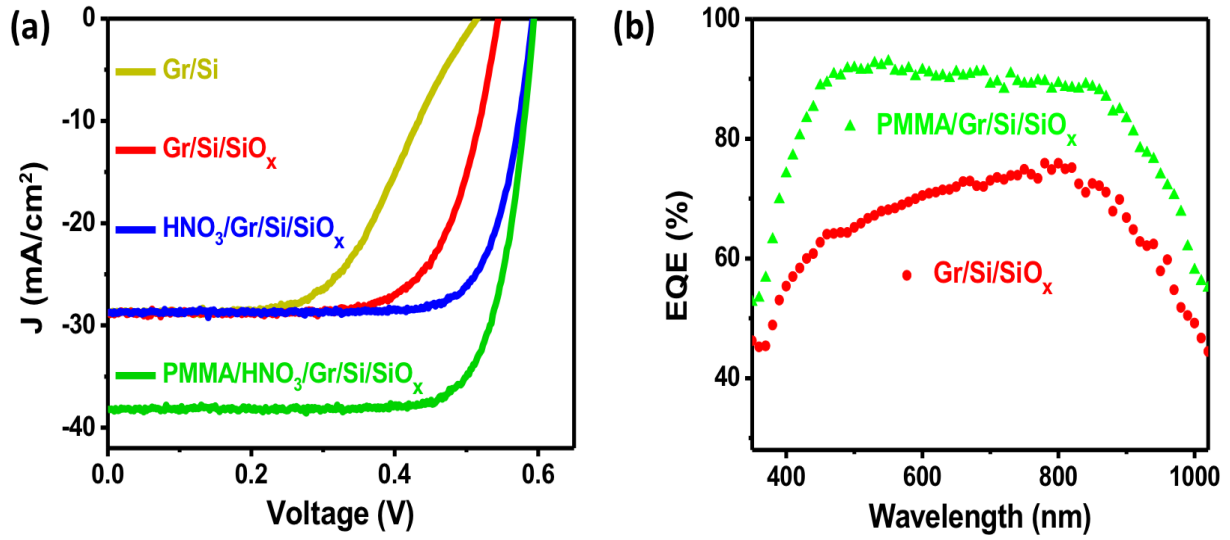 (a)
0
-10
-20
-30
-40
J (mA/cm²)
Gr/Si
Gr/Si/SiOₓ
HNO₃/Gr/Si/SiOₓ
PMMA/HNO₃/Gr/Si/SiOₓ
0.0 0.2 0.4 0.6
Voltage (V)
(b)
100
80
60
40
EQE (%)
PMMA/Gr/Si/SiOₓ
Gr/Si/SiOₓ
400 600 800 1000
Wavelength (nm)